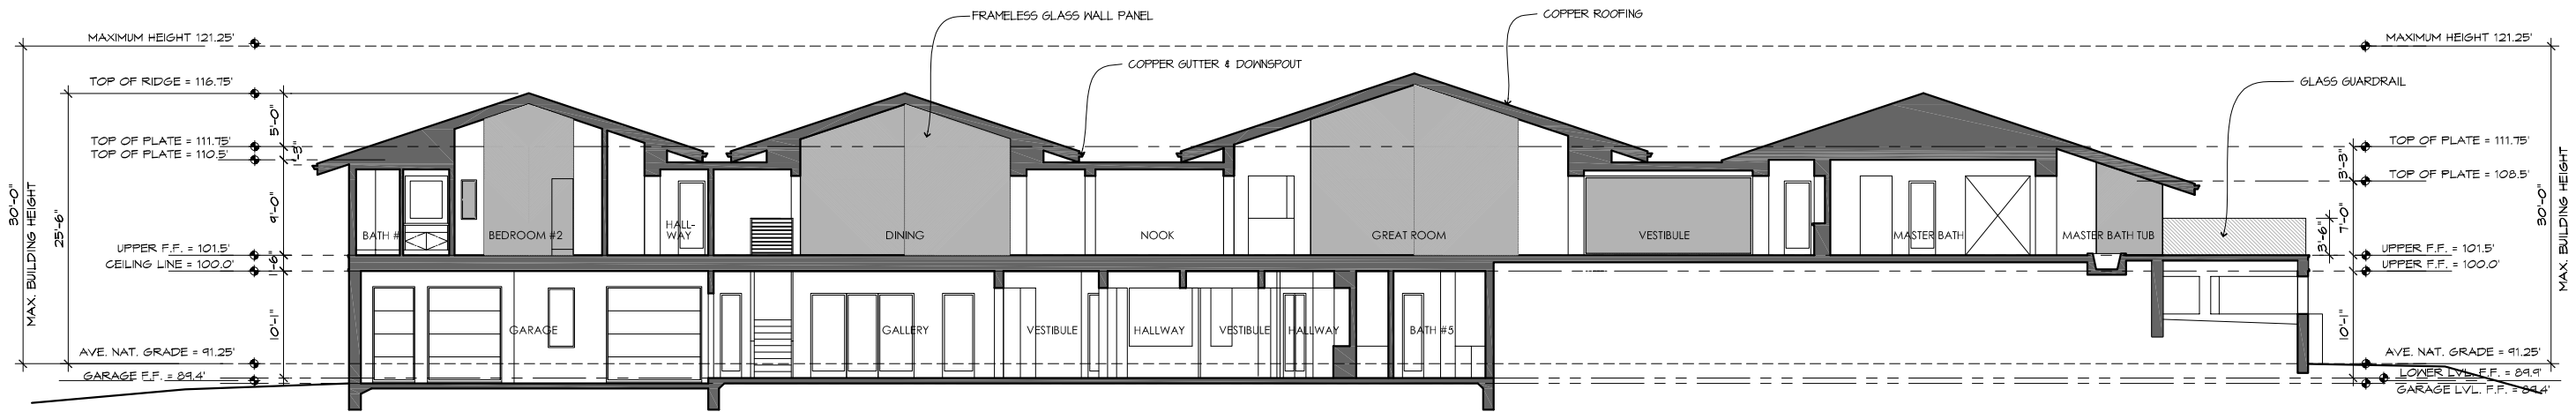 FRAMELESS GLASS WALL PANEL
COPPER ROOFING
COPPER GUTTER & DOWNSPOUT
GLASS GUARDRAIL
MAXIMUM HEIGHT 121.25'
TOP OF RIDGE = 116.75'
TOP OF PLATE = 111.75'
TOP OF PLATE = 110.5'
UPPER F.F. = 101.5'
CEILING LINE = 100.0'
AVE. NAT. GRADE = 91.25'
GARAGE F.F. = 89.4'
30'-0"
MAX. BUILDING HEIGHT
25'-6"
5'-0"
9'-0"
1'-6"
10'-1"
BATH #
BEDROOM #2
HALL-
WAY
DINING
NOOK
GREAT ROOM
VESTIBULE
MASTER BATH
MASTER BATH TUB
GARAGE
GALLERY
VESTIBULE
HALLWAY
VESTIBULE
HALLWAY
BATH #5
MAXIMUM HEIGHT 121.25'
TOP OF PLATE = 111.75'
TOP OF PLATE = 108.5'
UPPER F.F. = 101.5'
UPPER F.F. = 100.0'
AVE. NAT. GRADE = 91.25'
LOWER LVL. F.F. = 89.9'
GARAGE LVL. F.F. = 89.4'
3'-3"
7'-0"
3'-6"
10'-1"
30'-0"
MAX. BUILDING HEIGHT